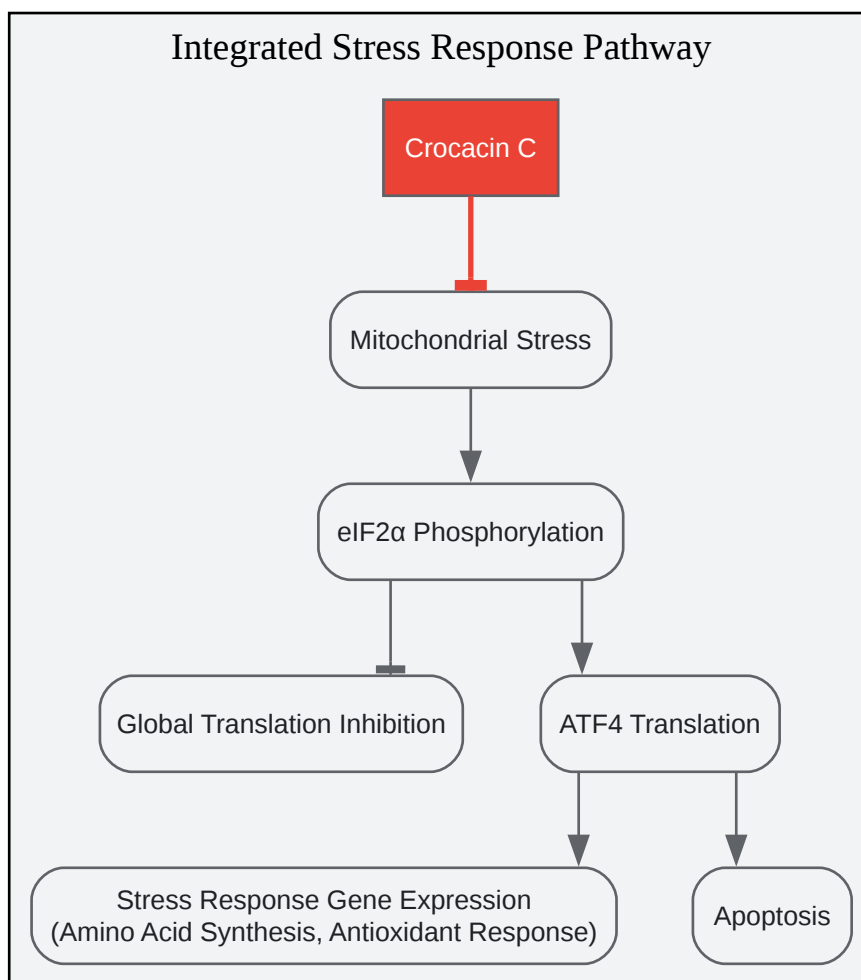 Integrated Stress Response Pathway
Crocacin C
Mitochondrial Stress
eIF2α Phosphorylation
Global Translation Inhibition
ATF4 Translation
Stress Response Gene Expression
(Amino Acid Synthesis, Antioxidant Response)
Apoptosis